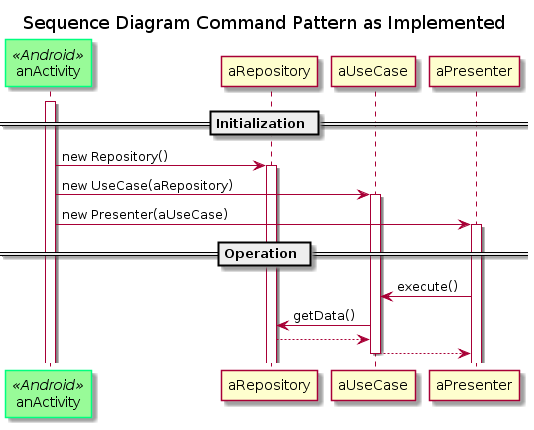 Sequence Diagram Command Pattern as Implemented
«Android»
anActivity
aRepository
aUseCase
aPresenter
Initialization
new Repository()
new UseCase(aRepository)
new Presenter(aUseCase)
Operation
execute()
getData()
«Android»
anActivity
aRepository
aUseCase
aPresenter